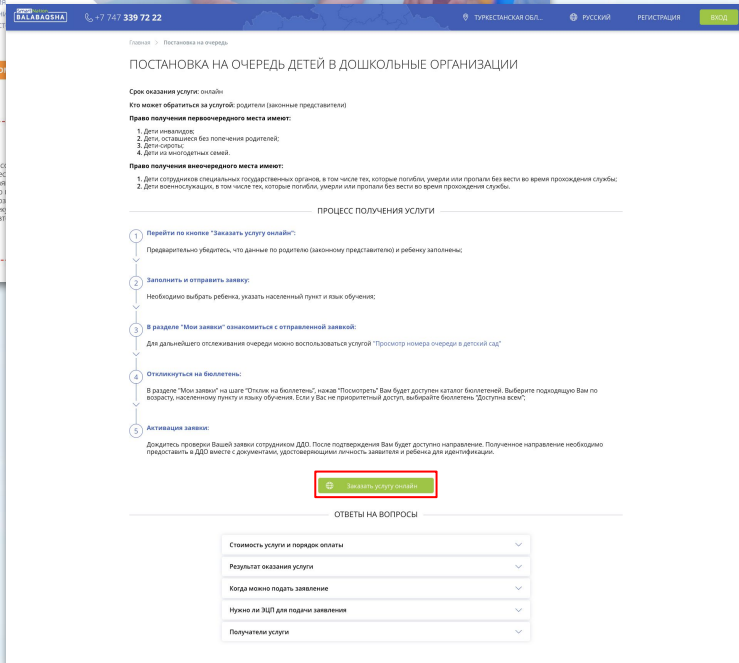 Smart Nation
BALABAQSHA
+7 747 339 72 22
ТУРКЕСТАНСКАЯ ОБЛ...
РУССКИЙ
РЕГИСТРАЦИЯ
ВХОД
Главная > Постановка на очередь
ПОСТАНОВКА НА ОЧЕРЕДЬ ДЕТЕЙ В ДОШКОЛЬНЫЕ ОРГАНИЗАЦИИ
Срок оказания услуги: онлайн
Кто может обратиться за услугой: родители (законные представители)
Право получения первоочередного места имеют:
1. Дети инвалидов;
2. Дети, оставшиеся без попечения родителей;
3. Дети-сироты;
4. Дети из многодетных семей.
Право получения внеочередного места имеют:
1. Дети сотрудников специальных государственных органов, в том числе тех, которые погибли, умерли или пропали без вести во время прохождения службы;
2. Дети военнослужащих, в том числе тех, которые погибли, умерли или пропали без вести во время прохождения службы.
ПРОЦЕСС ПОЛУЧЕНИЯ УСЛУГИ
1 Перейти по кнопке "Заказать услугу онлайн":
Предварительно убедитесь, что данные по родителю (законному представителю) и ребенку заполнены;
2 Заполнить и отправить заявку:
Необходимо выбрать ребенка, указать населенный пункт и язык обучения;
3 В разделе "Мои заявки" ознакомиться с отправленной заявкой:
Для дальнейшего отслеживания очереди можно воспользоваться услугой "Просмотр номера очереди в детский сад"
4 Откликнуться на бюллетень:
В разделе "Мои заявки" на шаге "Отклик на бюллетень", нажав "Посмотреть" Вам будет доступен каталог бюллетеней. Выберите подходящую Вам по
возрасту, населенному пункту и языку обучения. Если у Вас не приоритетный доступ, выбирайте бюллетень "Доступна всем";
5 Активация заявки:
Дождитесь проверки Вашей заявки сотрудником ДДО. После подтверждения Вам будет доступно направление. Полученное направление необходимо
предоставить в ДДО вместе с документами, удостоверяющими личность заявителя и ребенка для идентификации.
Заказать услугу онлайн
ОТВЕТЫ НА ВОПРОСЫ
Стоимость услуги и порядок оплаты
Результат оказания услуги
Когда можно подать заявление
Нужно ли ЭЦП для подачи заявления
Получатели услуги